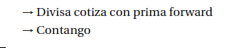 → Divisa cotiza con prima forward
→ Contango